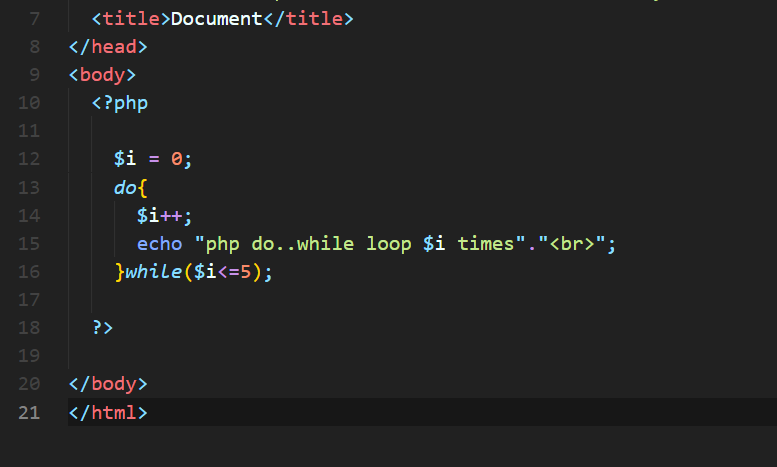 7 <title>Document</title>
8 </head>
9 <body>
10 <?php
11
12 $i = 0;
13 do{
14 $i++;
15 echo "php do..while loop $i times"."<br>";
16 }while($i<=5);
17
18 ?>
19
20 </body>
21 </html>